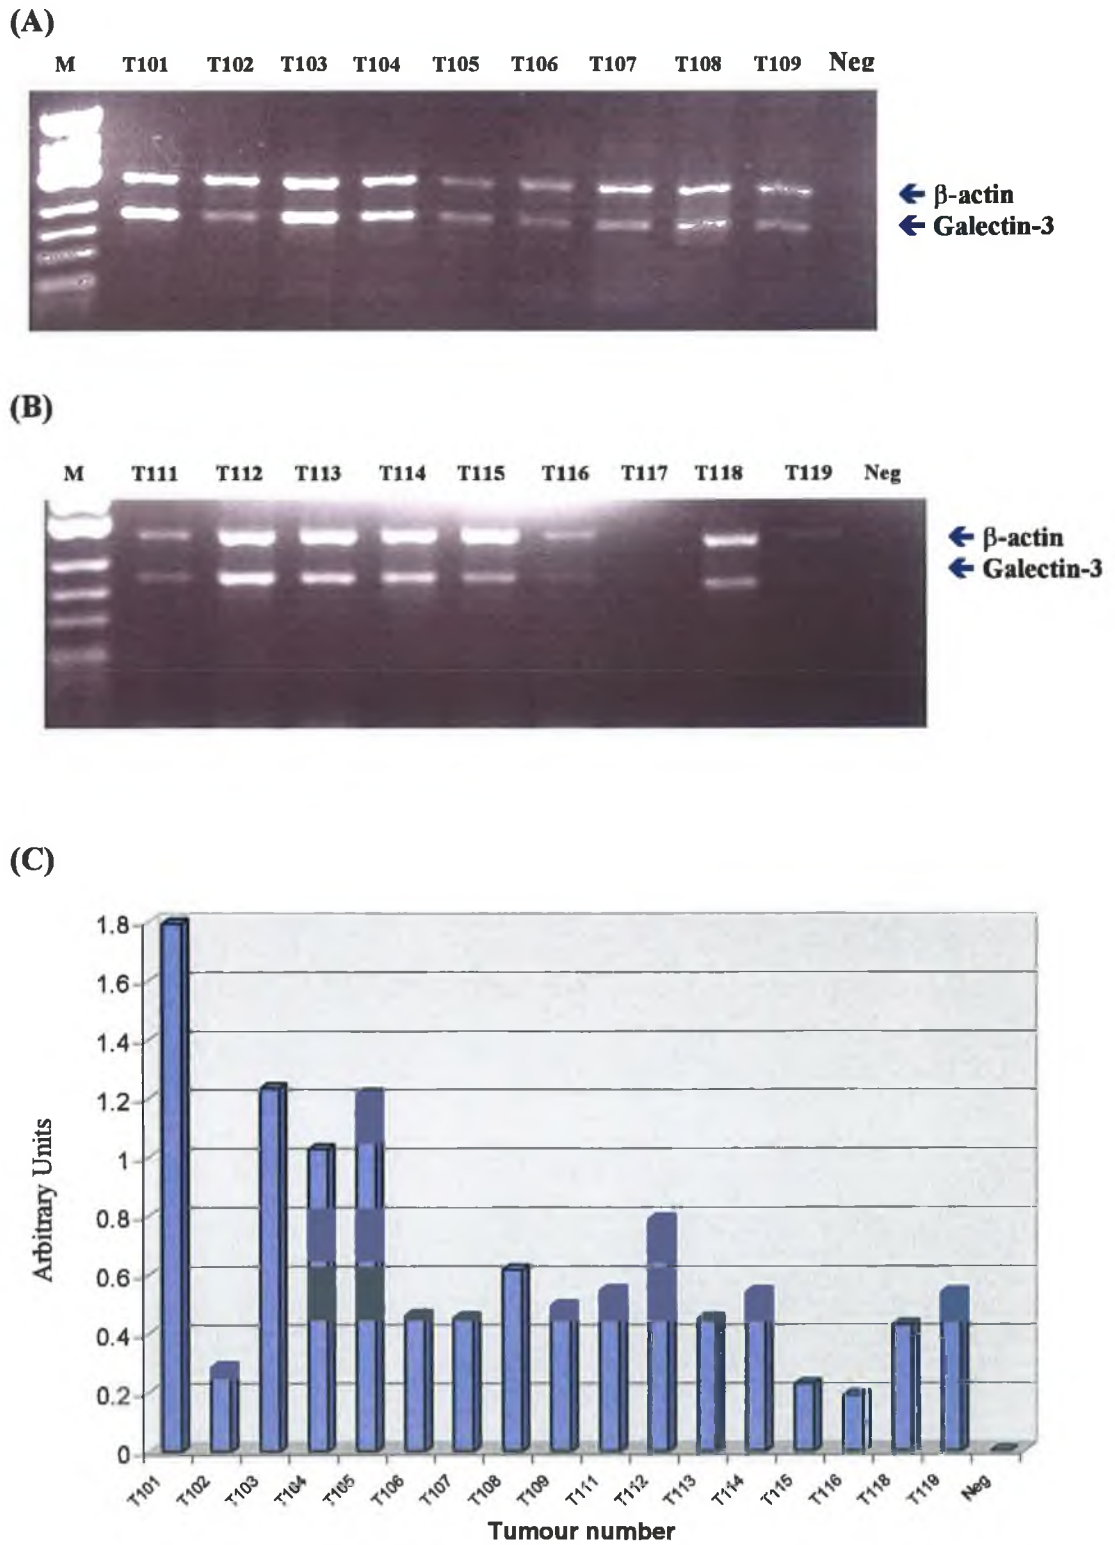 (A)
M T101 T102 T103 T104 T105 T106 T107 T108 T109 Neg
β-actin
Galectin-3
(B)
M T111 T112 T113 T114 T115 T116 T117 T118 T119 Neg
β-actin
Galectin-3
(C)
1.8
1.6
1.4
1.2
1
0.8
0.6
0.4
0.2
0
Arbitrary Units
T101 T102 T103 T104 T105 T106 T107 T108 T109 T111 T112 T113 T114 T115 T116 T118 T119 Neg
Tumour number